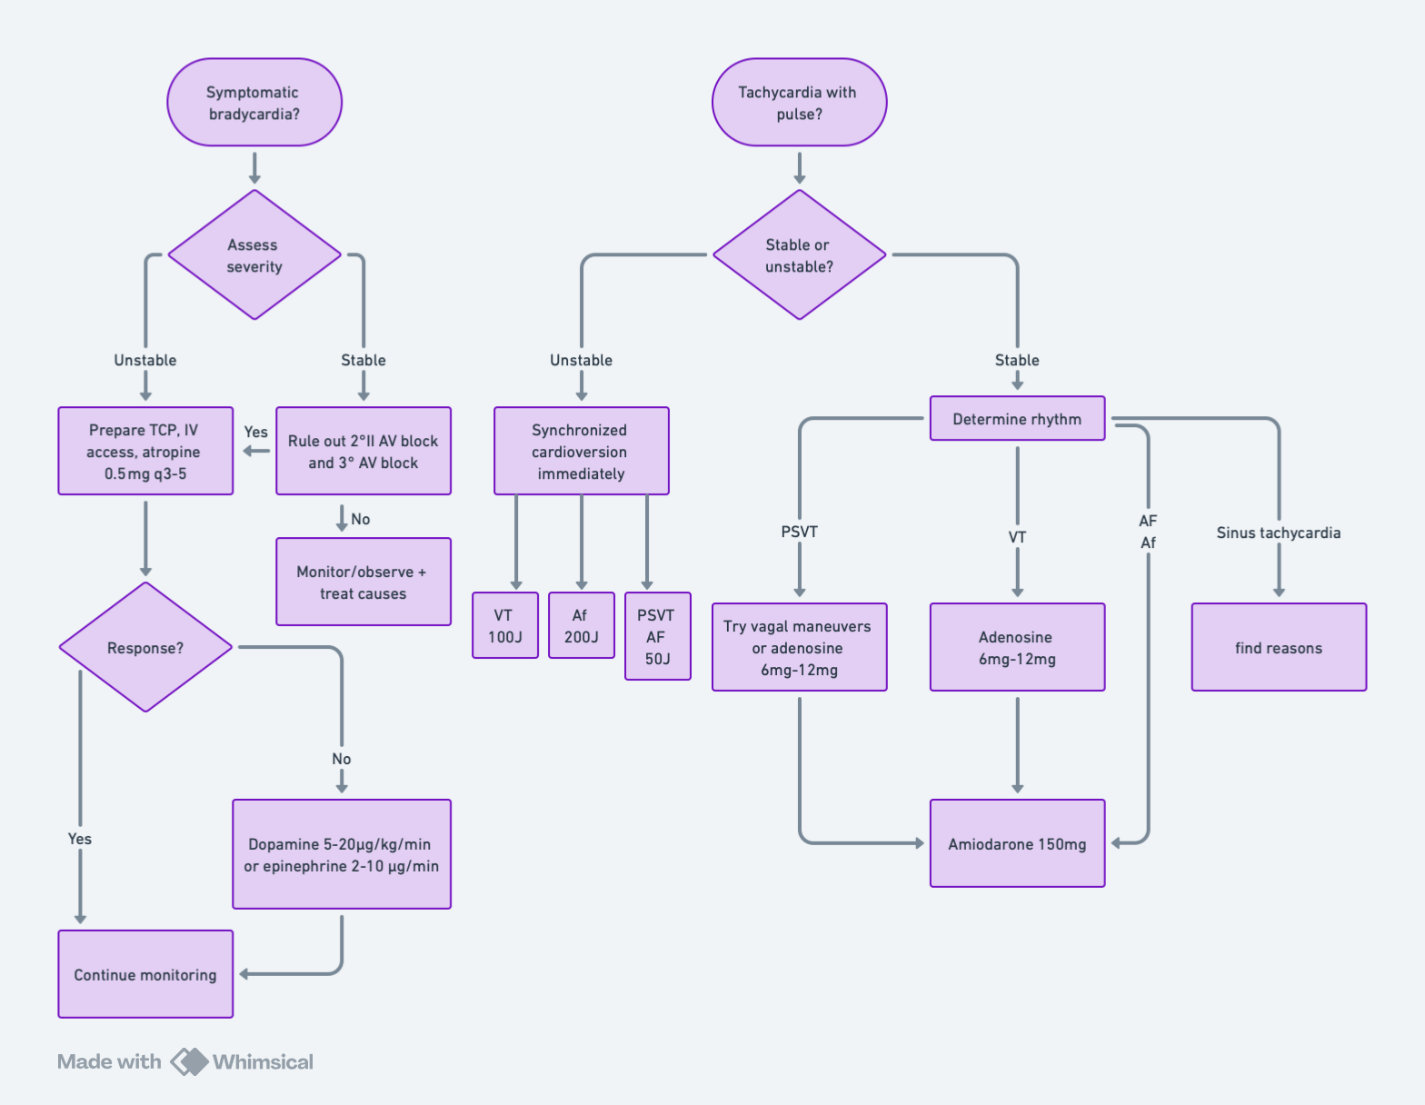 Symptomatic
bradycardia?
Assess
severity
Unstable
Stable
Prepare TCP, IV
access, atropine
0.5mg q3-5
Yes
Rule out 2°II AV block
and 3° AV block
No
Monitor/observe +
treat causes
Response?
No
Yes
Dopamine 5-20µg/kg/min
or epinephrine 2-10 µg/min
Continue monitoring
Tachycardia with
pulse?
Stable or
unstable?
Unstable
Stable
Synchronized
cardioversion
immediately
VT
100J
Af
200J
PSVT
AF
50J
Determine rhythm
PSVT
VT
AF
Af
Sinus tachycardia
Try vagal maneuvers
or adenosine
6mg-12mg
Adenosine
6mg-12mg
find reasons
Amiodarone 150mg
Made with Whimsical